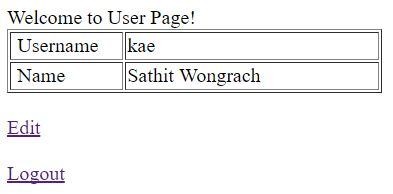 Welcome to User Page!
Username kae
Name Sathit Wongrach
Edit
Logout